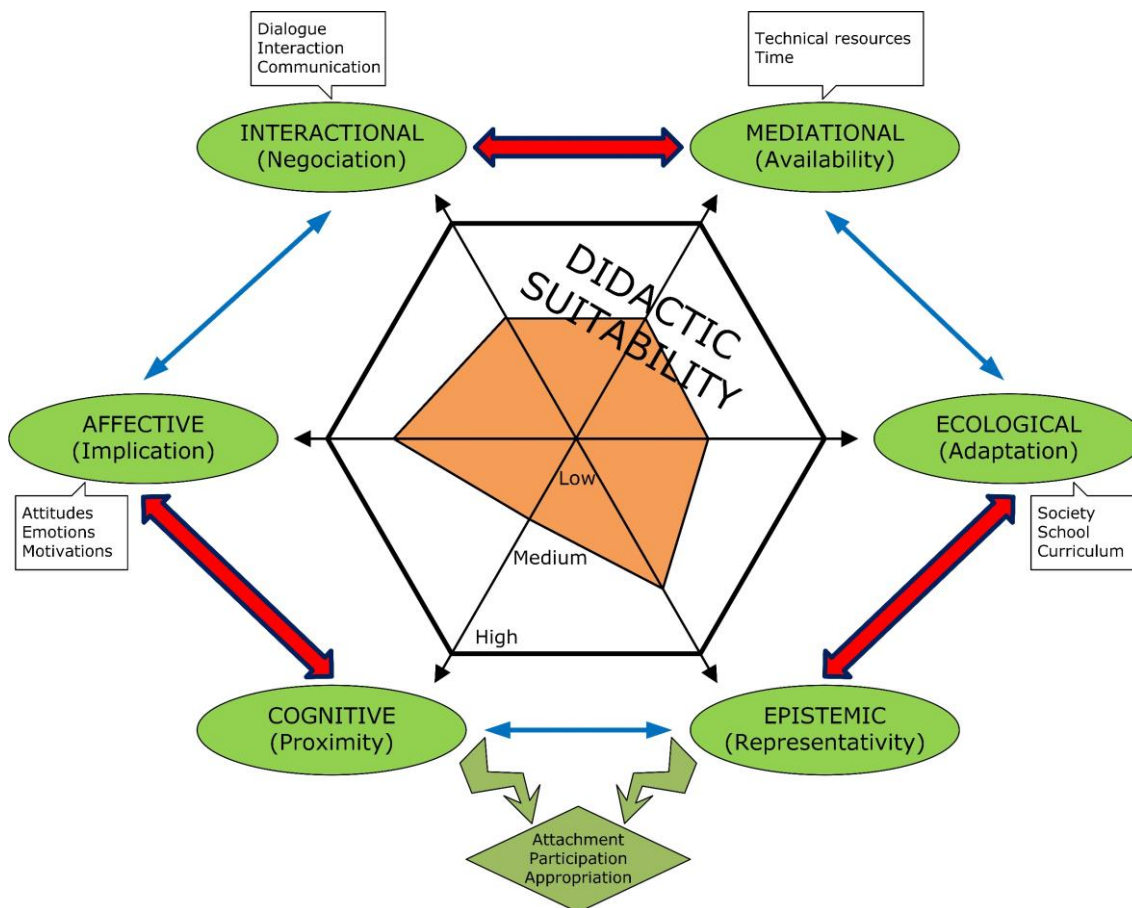 Dialogue
Interaction
Communication
Technical resources
Time
INTERACTIONAL
(Negociation)
MEDIATIONAL
(Availability)
DIDACTIC
SUITABILITY
AFFECTIVE
(Implication)
ECOLOGICAL
(Adaptation)
Low
Attitudes
Emotions
Motivations
Society
School
Curriculum
Medium
High
COGNITIVE
(Proximity)
EPISTEMIC
(Representativity)
Attachment
Participation
Appropriation